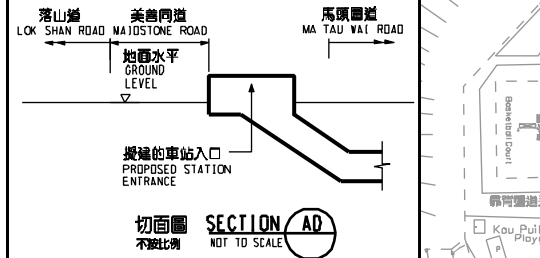 落山道
LOK SHAN ROAD
美善同道
MAIDSTONE ROAD
馬頭圍道
MA TAU WAI ROAD
地面水平
GROUND
LEVEL
擬建的車站入口
PROPOSED STATION
ENTRANCE
切面圖 SECTION AD
不按比例 NOT TO SCALE
Basketball Court
Kau Pui
Play
P